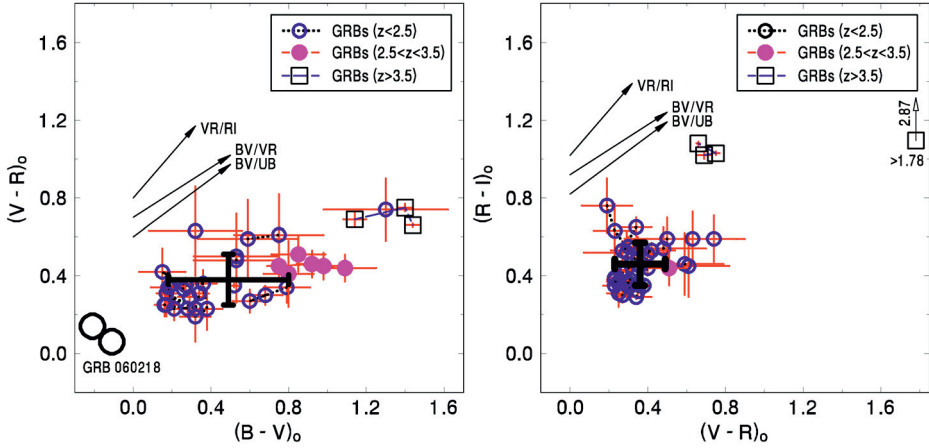 1.6
1.2
0.8
0.4
0.0
(V - R)o
GRBs (z<2.5)
GRBs (2.5<z<3.5)
GRBs (z>3.5)
VR/RI
BV/VR
BV/UB
GRB 060218
0.0 0.4 0.8 1.2 1.6
(B - V)o
1.6
1.2
0.8
0.4
0.0
(R - I)o
GRBs (z<2.5)
GRBs (2.5<z<3.5)
GRBs (z>3.5)
VR/RI
BV/VR
BV/UB
2.87
>1.78
0.0 0.4 0.8 1.2 1.6
(V - R)o